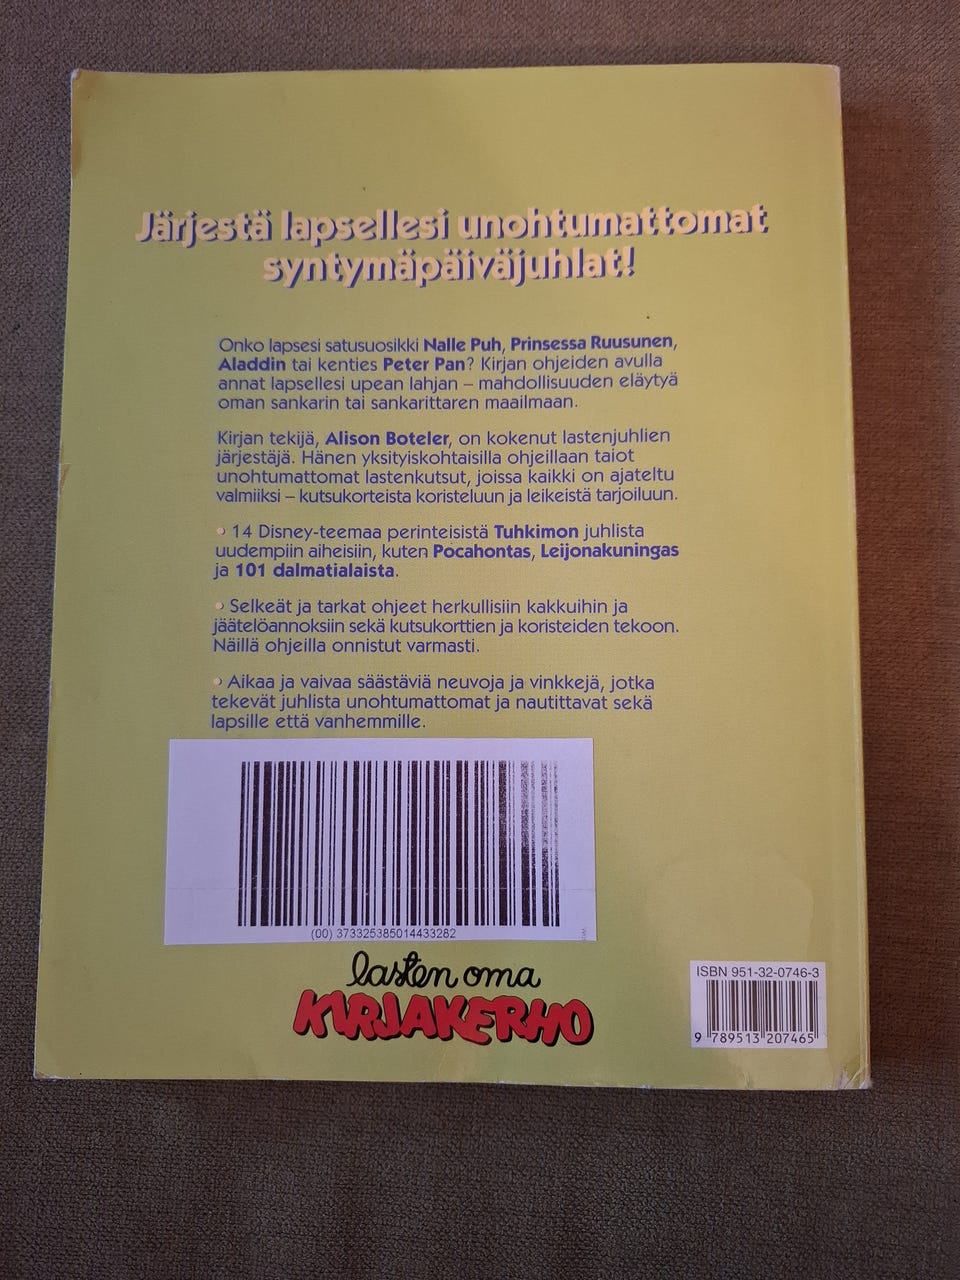 Järjestä lapsellesi unohtumattomat
syntymäpäiväjuhlat!
Onko lapsesi satusuosikki Nalle Puh, Prinsessa Ruusunen,
Aladdin tai kenties Peter Pan? Kirjan ohjeiden avulla
annat lapsellesi upean lahjan – mahdollisuuden eläytyä
oman sankarin tai sankarittaren maailmaan.
Kirjan tekijä, Alison Boteler, on kokenut lastenjuhlien
järjestäjä. Hänen yksityiskohtaisilla ohjeillaan taiot
unohtumattomat lastenkutsut, joissa kaikki on ajateltu
valmiiksi – kutsukorteista koristeluun ja leikeistä tarjoiluun.
• 14 Disney-teemaa perinteisistä Tuhkimon juhlista
uudempiin aiheisiin, kuten Pocahontas, Leijonakuningas
ja 101 dalmatialaista.
• Selkeät ja tarkat ohjeet herkullisiin kakkuihin ja
jäätelöannoksiin sekä kutsukorttien ja koristeiden tekoon.
Näillä ohjeilla onnistut varmasti.
• Aikaa ja vaivaa säästäviä neuvoja ja vinkkejä, jotka
tekevät juhlista unohtumattomat ja nautittavat sekä
lapsille että vanhemmille.
(00) 373325385014433282
lasten oma
KIRJAKERHO
ISBN 951-32-0746-3
9 789513 207465